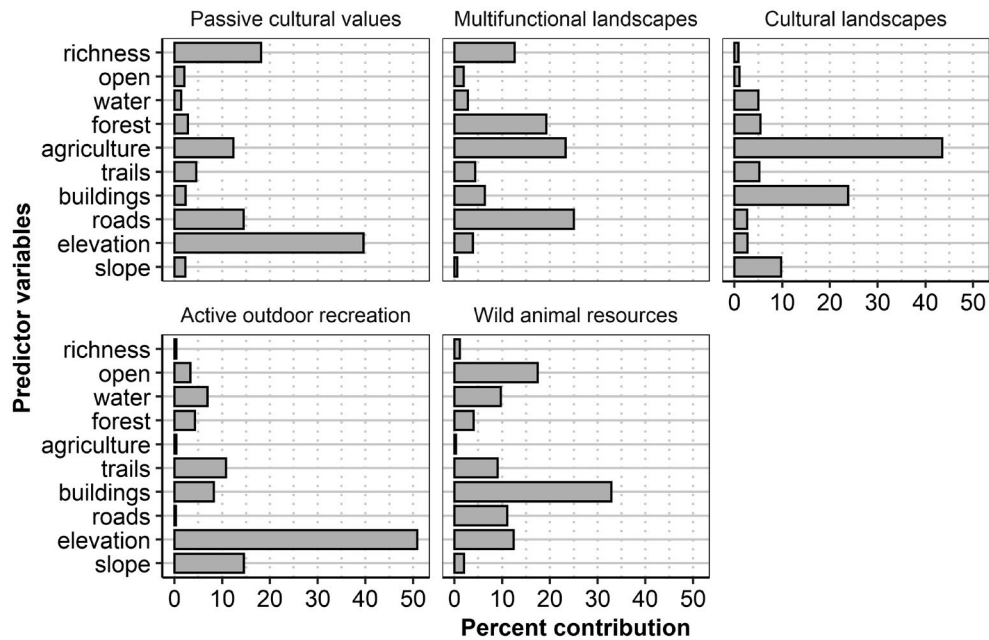 Passive cultural values
Multifunctional landscapes
Cultural landscapes
richness
open
water
forest
agriculture
trails
buildings
roads
elevation
slope
0 10 20 30 40 50
Active outdoor recreation
Wild animal resources
richness
open
water
forest
agriculture
trails
buildings
roads
elevation
slope
0 10 20 30 40 50
0 10 20 30 40 50
Predictor variables
Percent contribution